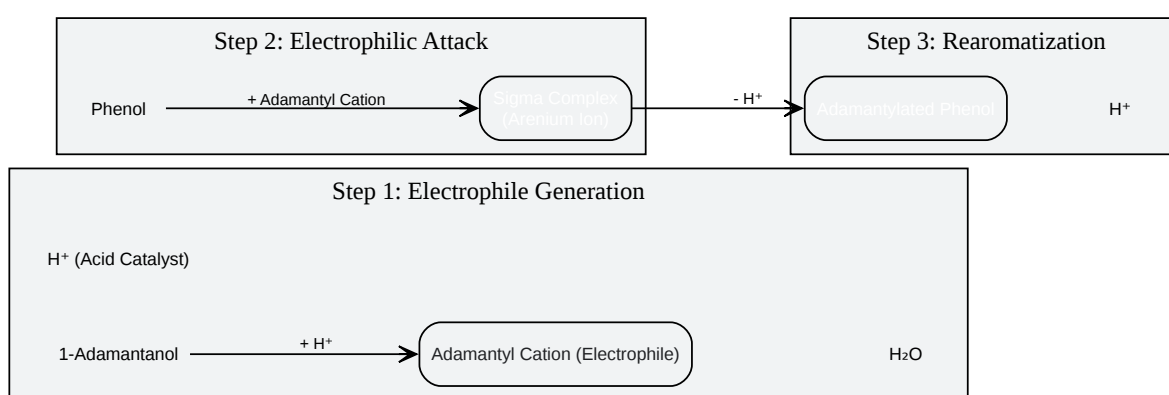 Step 2: Electrophilic Attack
Phenol
+ Adamantyl Cation
Sigma Complex
(Arenium Ion)
- H⁺
Step 3: Rearomatization
Adamantylated Phenol
H⁺
Step 1: Electrophile Generation
H⁺ (Acid Catalyst)
1-Adamantanol
+ H⁺
Adamantyl Cation (Electrophile)
H₂O